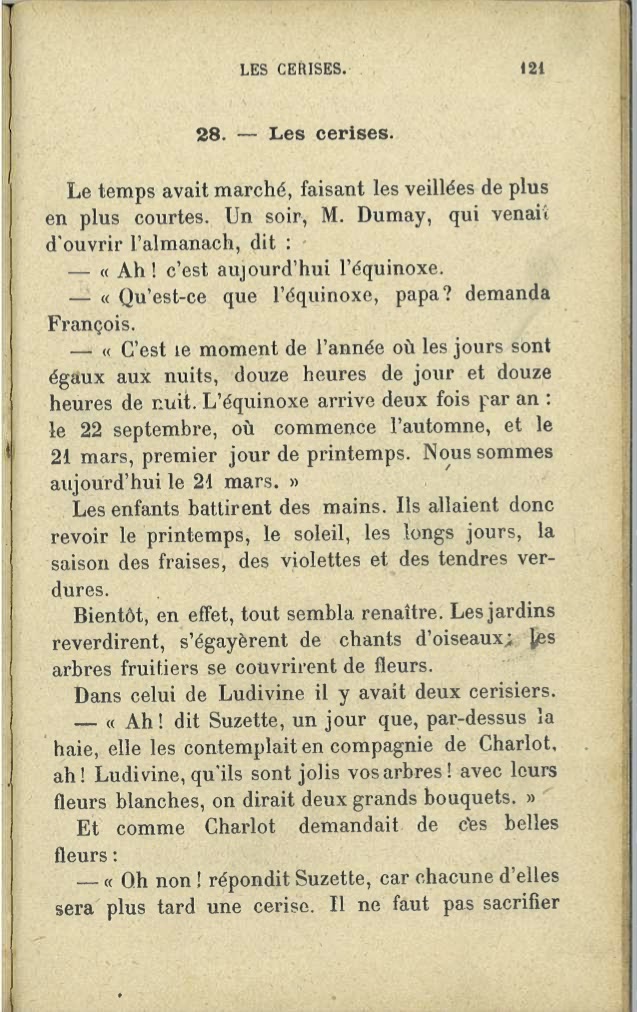 LES CERISES. 121
28. — Les cerises.
Le temps avait marché, faisant les veillées de plus
en plus courtes. Un soir, M. Dumay, qui venait
d'ouvrir l'almanach, dit :
— « Ah ! c'est aujourd'hui l'équinoxe.
— « Qu'est-ce que l'équinoxe, papa? demanda
François.
— « C'est le moment de l'année où les jours sont
égaux aux nuits, douze heures de jour et douze
heures de nuit. L'équinoxe arrive deux fois par an :
le 22 septembre, où commence l'automne, et le
21 mars, premier jour de printemps. Nous sommes
aujourd'hui le 21 mars. »
Les enfants battirent des mains. Ils allaient donc
revoir le printemps, le soleil, les longs jours, la
saison des fraises, des violettes et des tendres ver-
dures.
Bientôt, en effet, tout sembla renaître. Les jardins
reverdirent, s'égayèrent de chants d'oiseaux; les
arbres fruitiers se couvrirent de fleurs.
Dans celui de Ludivine il y avait deux cerisiers.
— « Ah ! dit Suzette, un jour que, par-dessus la
haie, elle les contemplait en compagnie de Charlot,
ah ! Ludivine, qu'ils sont jolis vos arbres ! avec leurs
fleurs blanches, on dirait deux grands bouquets. »
Et comme Charlot demandait de ces belles
fleurs :
— « Oh non ! répondit Suzette, car chacune d'elles
sera plus tard une cerise. Il ne faut pas sacrifier